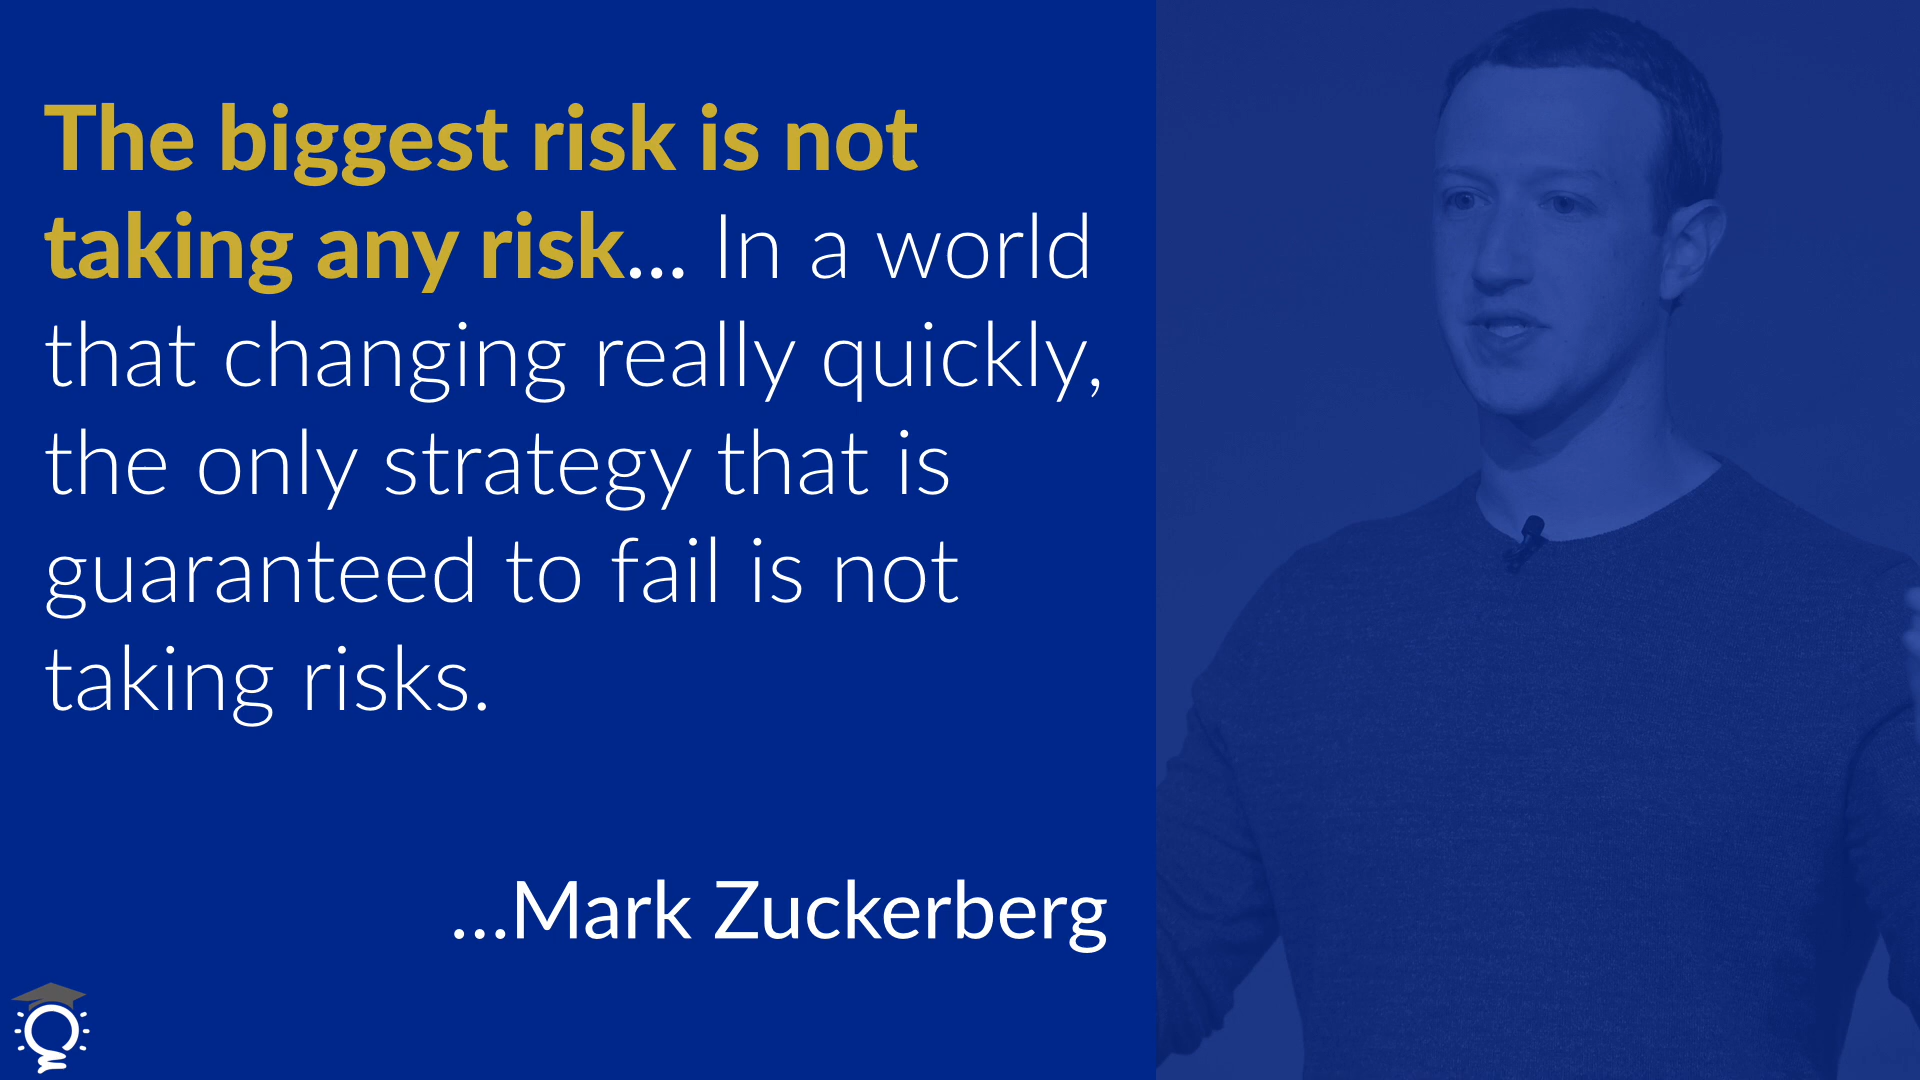 The biggest risk is not
taking any risk... In a world
that changing really quickly,
the only strategy that is
guaranteed to fail is not
taking risks.
...Mark Zuckerberg